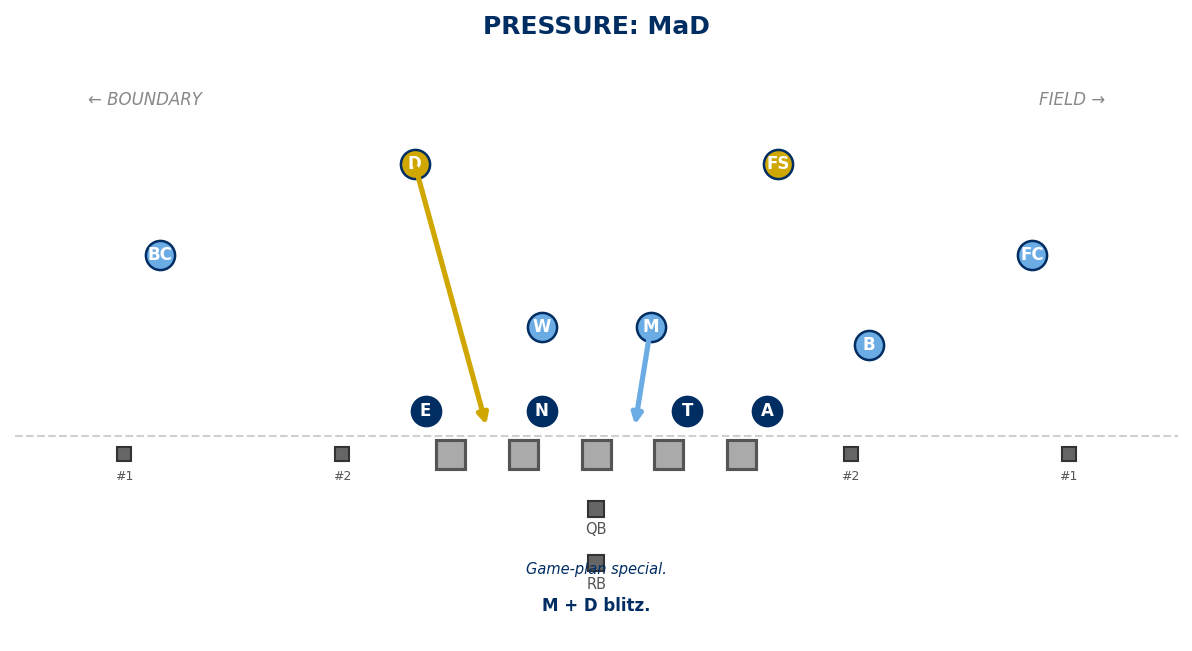 PRESSURE: MaD
← BOUNDARY
FIELD →
D
FS
BC
FC
W
M
B
E
N
T
A
#1
#2
#2
#1
QB
Game-plan special.
RB
M + D blitz.